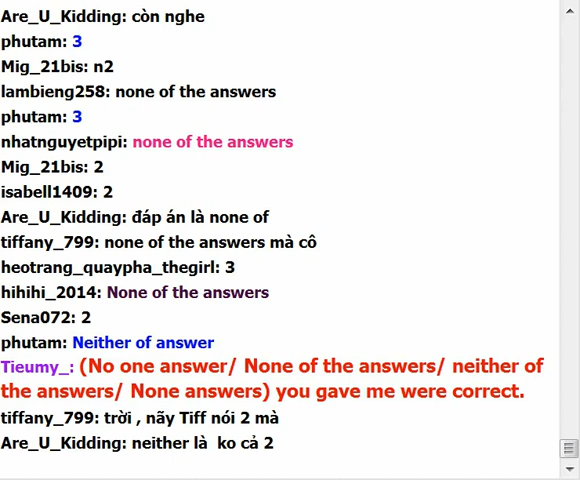 Are_U_Kidding: còn nghe
phutam: 3
Mig_21bis: n2
lambieng258: none of the answers
phutam: 3
nhatnguyetpipi: none of the answers
Mig_21bis: 2
isabell1409: 2
Are_U_Kidding: đáp án là none of
tiffany_799: none of the answers mà cô
heotrang_quaypha_thegirl: 3
hihihi_2014: None of the answers
Sena072: 2
phutam: Neither of answer
Tieumy_: (No one answer/ None of the answers/ neither of
the answers/ None answers) you gave me were correct.
tiffany_799: trời , nãy Tiff nói 2 mà
Are_U_Kidding: neither là  ko cả 2